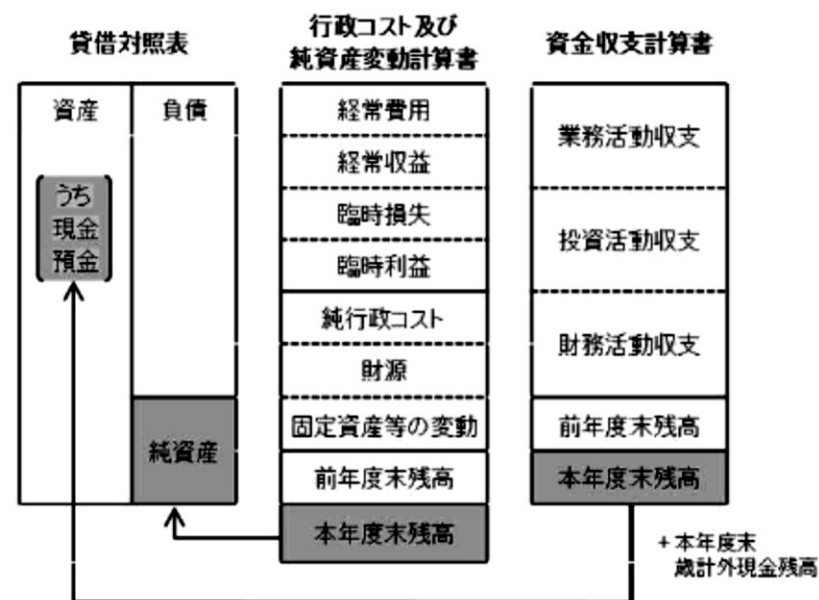 貸借対照表
資産
負債
うち
現金
預金
純資産
行政コスト及び
純資産変動計算書
経常費用
経常収益
臨時損失
臨時利益
純行政コスト
財源
固定資産等の変動
前年度末残高
本年度末残高
資金収支計算書
業務活動収支
投資活動収支
財務活動収支
前年度末残高
本年度末残高
+ 本年度末
歳計外現金残高